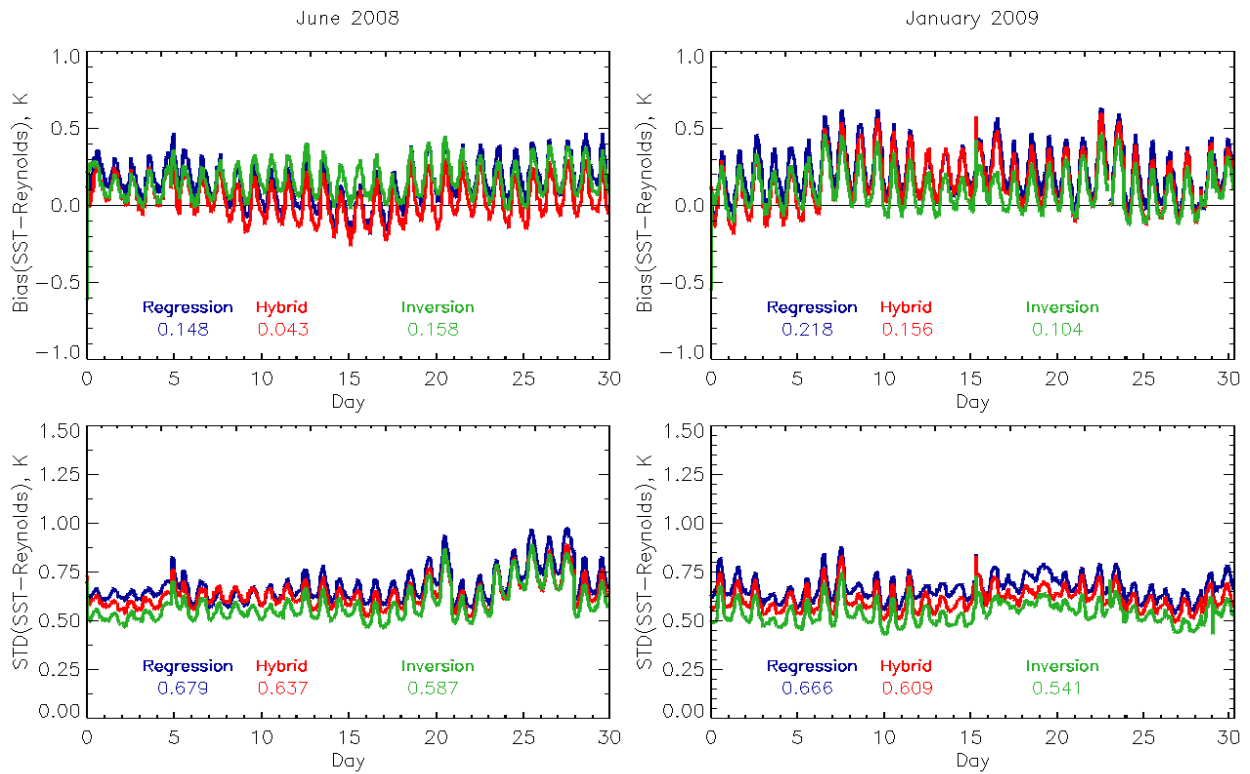 June 2008
January 2009
Bias(SST-Reynolds), K
1.0
0.5
0.0
-0.5
-1.0
Regression Hybrid Inversion
0.148 0.043 0.158
0 5 10 15 20 25 30
Day
Bias(SST-Reynolds), K
1.0
0.5
0.0
-0.5
-1.0
Regression Hybrid Inversion
0.218 0.156 0.104
0 5 10 15 20 25 30
Day
STD(SST-Reynolds), K
1.50
1.25
1.00
0.75
0.50
0.25
0.00
Regression Hybrid Inversion
0.679 0.637 0.587
0 5 10 15 20 25 30
Day
STD(SST-Reynolds), K
1.50
1.25
1.00
0.75
0.50
0.25
0.00
Regression Hybrid Inversion
0.666 0.609 0.541
0 5 10 15 20 25 30
Day